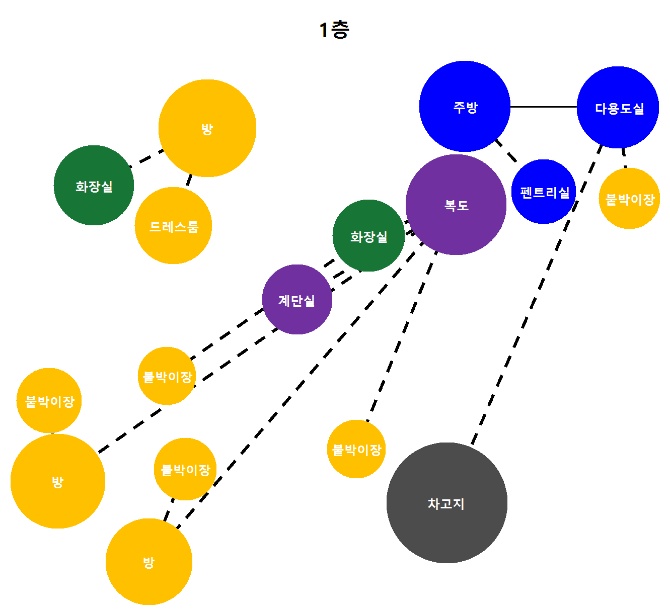 1층
주방
다용도실
방
화장실
펜트리실
붙박이장
복도
드레스룸
화장실
계단실
붙박이장
붙박이장
붙박이장
붙박이장
방
차고지
방